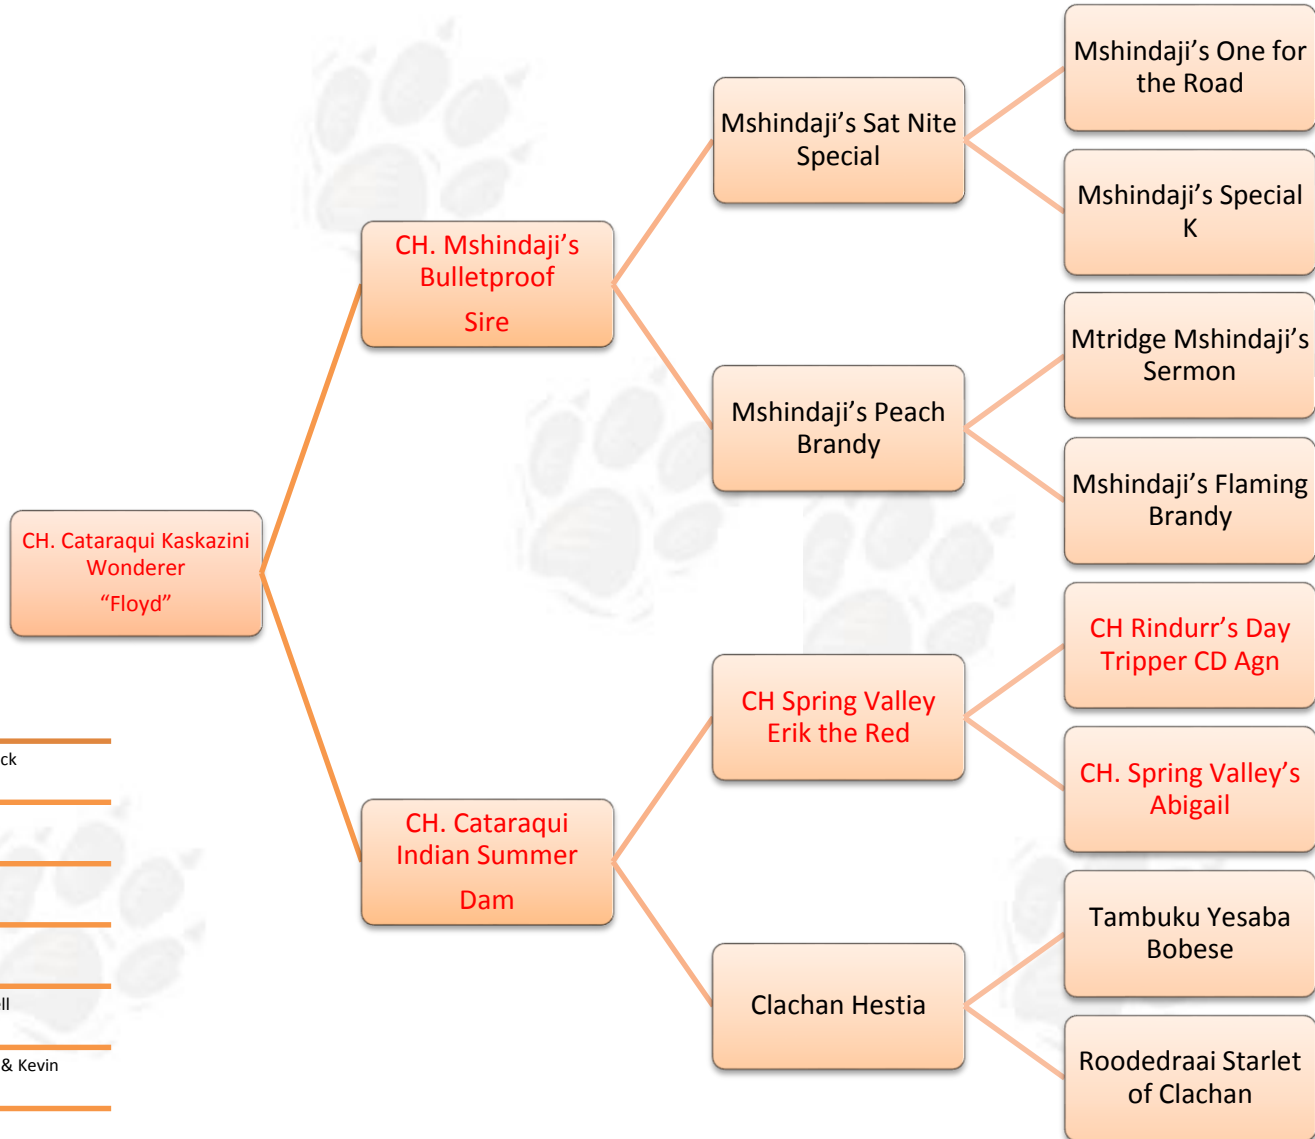 Mshindaji’s One for
the Road
Mshindaji’s Sat Nite
Special
Mshindaji’s Special
K
CH. Mshindaji’s
Bulletproof
Sire
Mtridge Mshindaji’s
Sermon
Mshindaji’s Peach
Brandy
Mshindaji’s Flaming
Brandy
CH. Cataraqui Kaskazini
Wonderer
“Floyd”
CH Rindurr’s Day
Tripper CD Agn
CH Spring Valley
Erik the Red
CH. Spring Valley’s
Abigail
CH. Cataraqui
Indian Summer
Dam
Tambuku Yesaba
Bobese
Clachan Hestia
Roodedraai Starlet
of Clachan
ck
ll
& Kevin